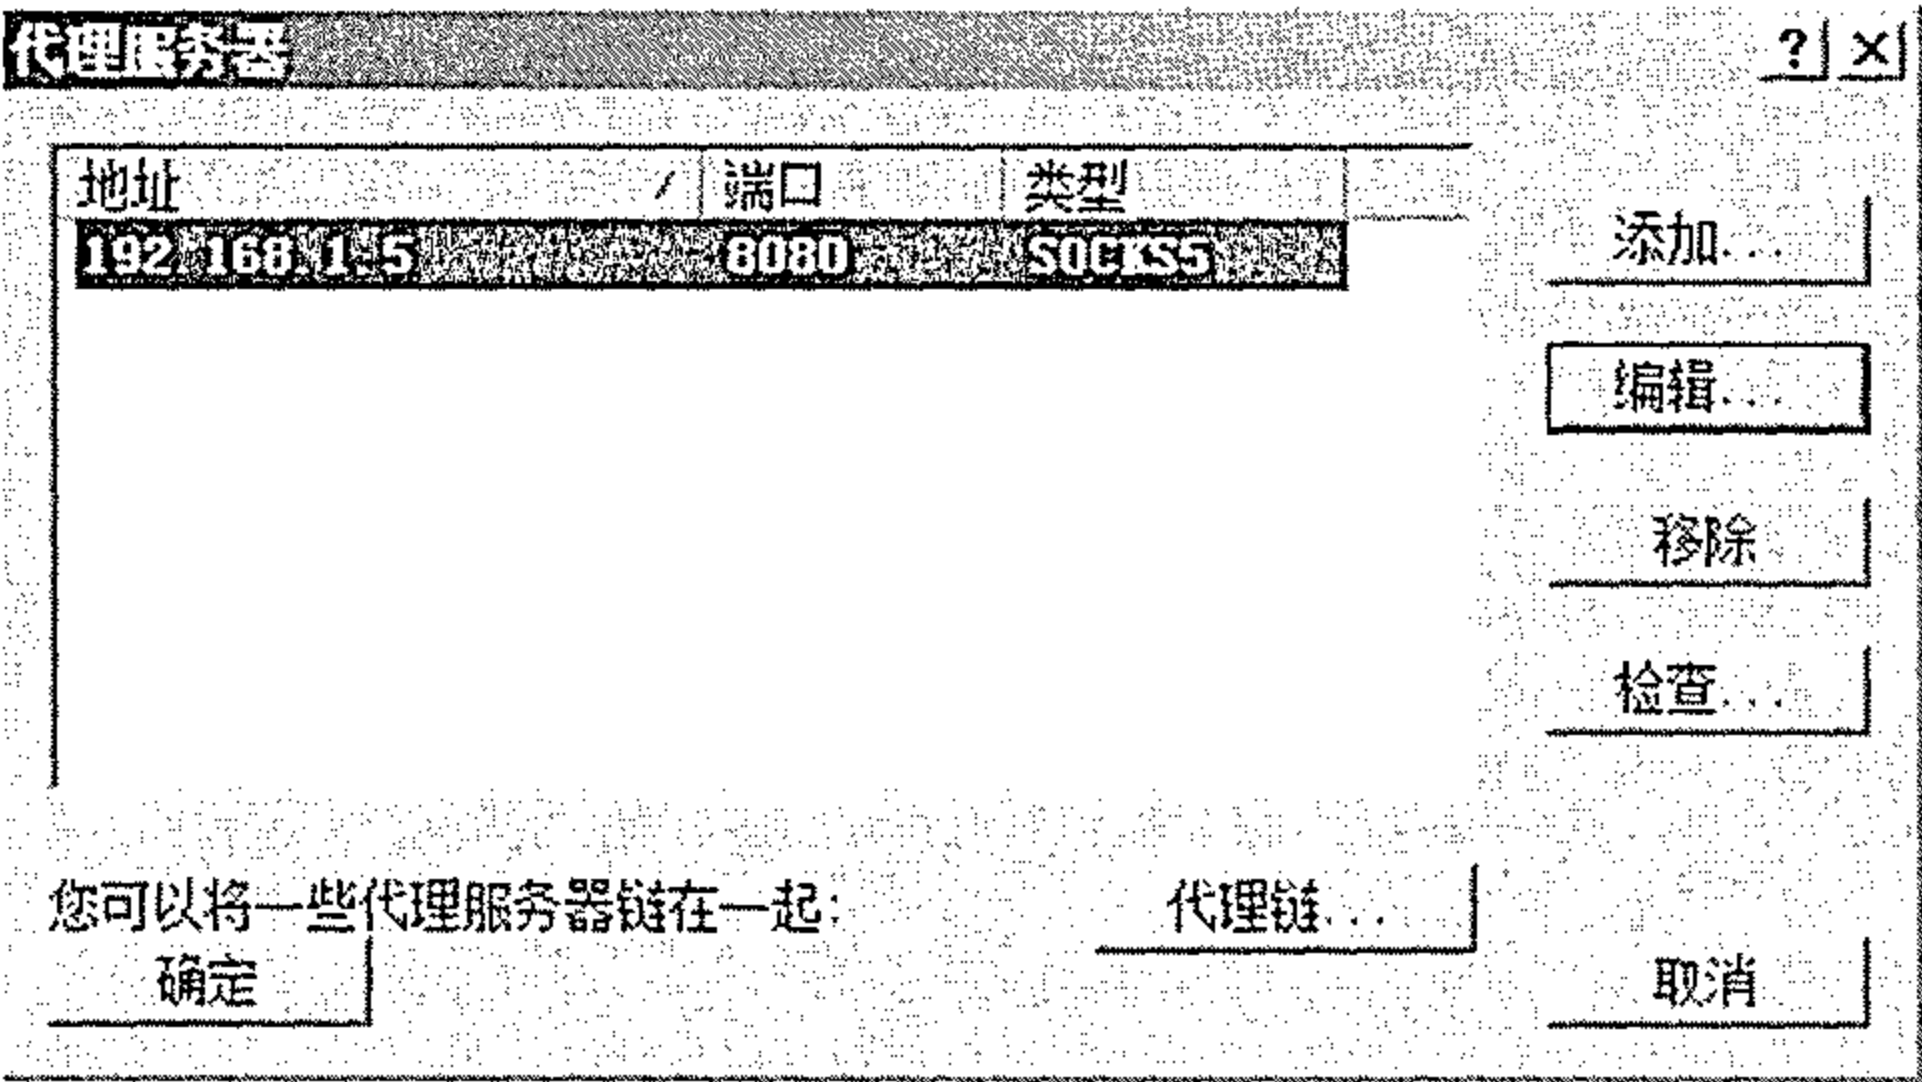 代理服务器 ? ×
地址 / 端口 类型
192.168.1.5 8080 SOCKS5
添加...
编辑...
移除
检查...
您可以将一些代理服务器链在一起: 代理链...
确定 取消